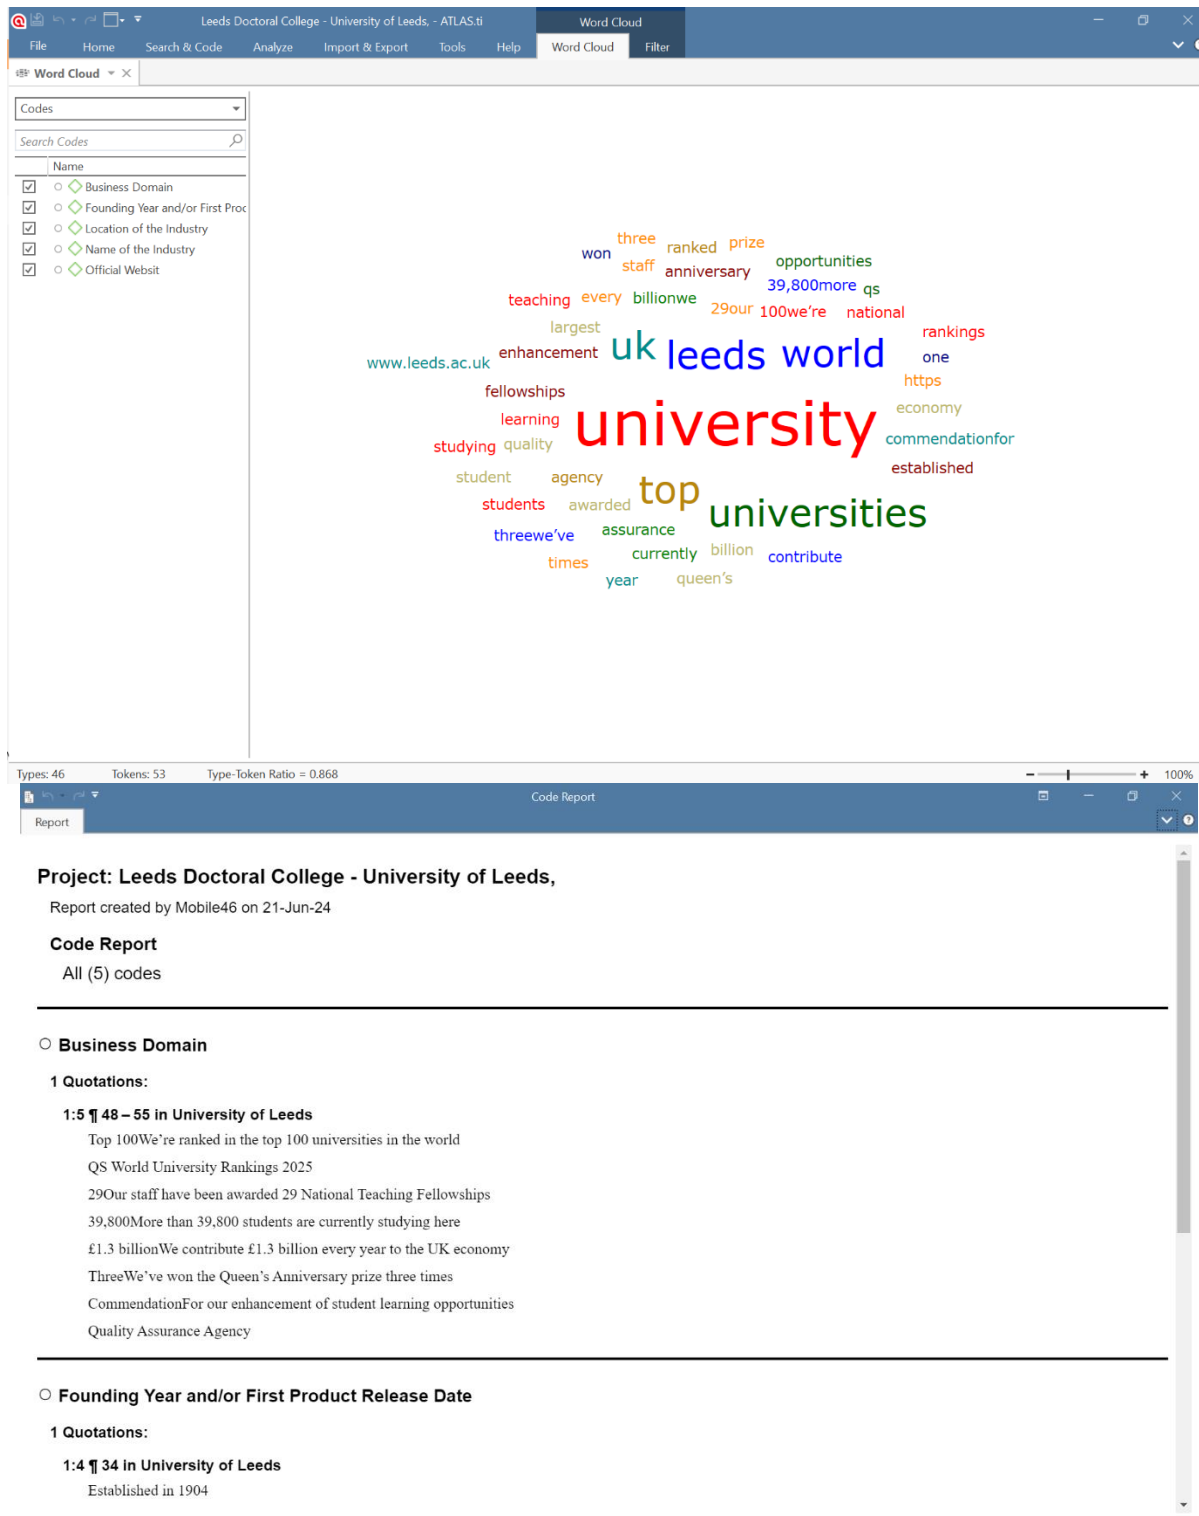 Leeds Doctoral College - University of Leeds, - ATLAS.ti
Word Cloud
File Home Search & Code Analyze Import & Export Tools Help Word Cloud Filter
Word Cloud
Codes
Search Codes
Name
Business Domain
Founding Year and/or First Proc
Location of the Industry
Name of the Industry
Official Websit
three
won
ranked
prize
staff
anniversary
opportunities
39,800more
qs
teaching
every
billionwe
29our
100we're
national
largest
uk
leeds
world
rankings
www.leeds.ac.uk
enhancement
one
fellowships
https
learning
university
economy
studying
quality
commendationfor
established
student
agency
top
students
awarded
universities
threewe've
assurance
currently
billion
contribute
times
year
queen's
Types: 46 Tokens: 53 Type-Token Ratio = 0.868
100%
Code Report
Report
Project: Leeds Doctoral College - University of Leeds,
Report created by Mobile46 on 21-Jun-24
Code Report
All (5) codes
Business Domain
1 Quotations:
1:5 ¶ 48 – 55 in University of Leeds
Top 100We're ranked in the top 100 universities in the world
QS World University Rankings 2025
29Our staff have been awarded 29 National Teaching Fellowships
39,800More than 39,800 students are currently studying here
£1.3 billionWe contribute £1.3 billion every year to the UK economy
ThreeWe've won the Queen's Anniversary prize three times
CommendationFor our enhancement of student learning opportunities
Quality Assurance Agency
Founding Year and/or First Product Release Date
1 Quotations:
1:4 ¶ 34 in University of Leeds
Established in 1904